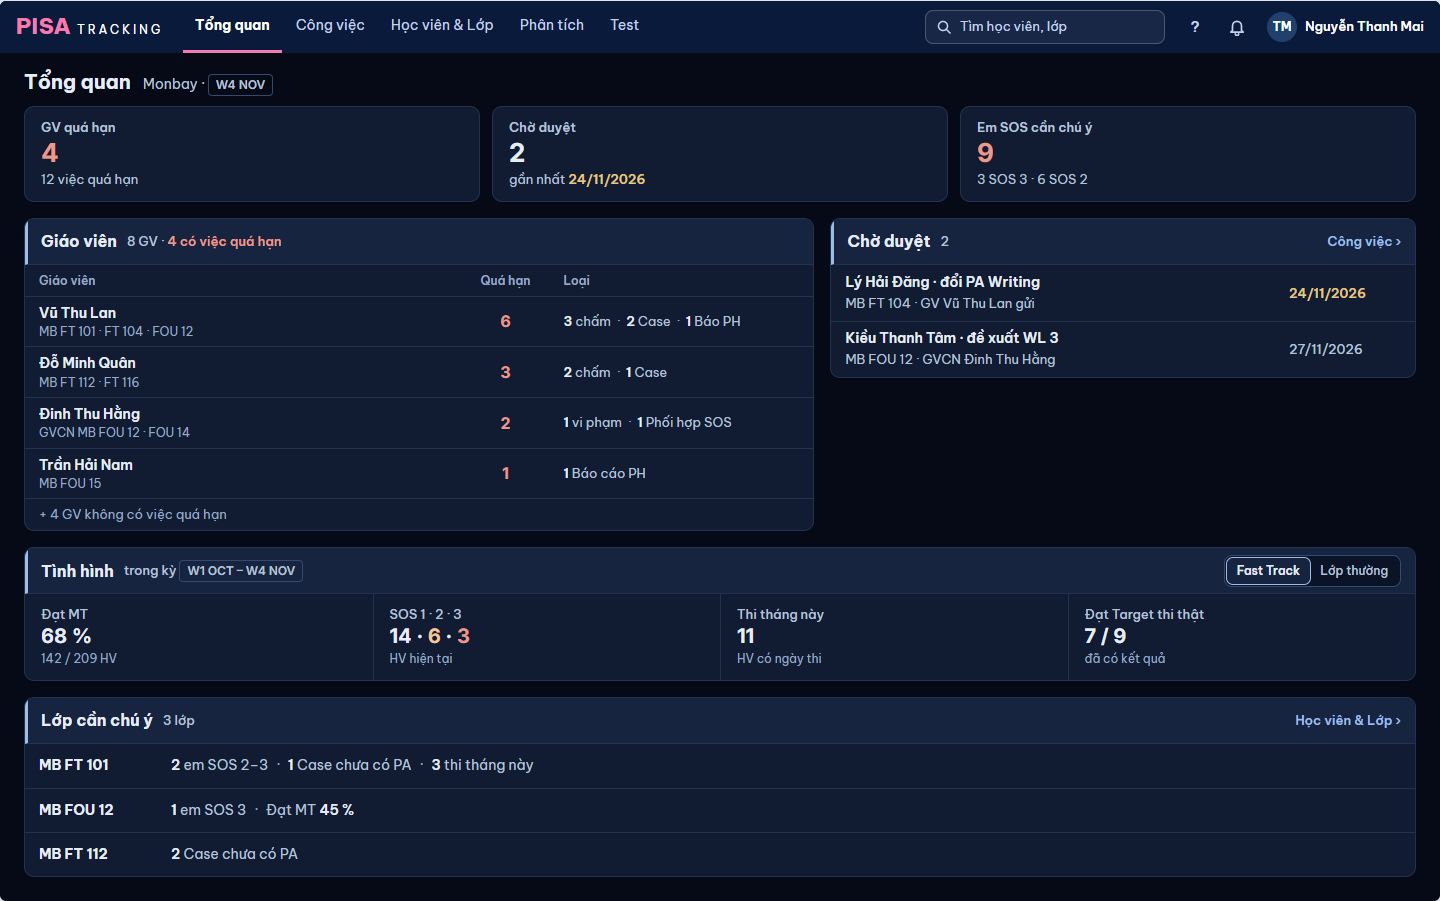 PISA TRACKING
Tổng quan
Công việc
Học viên & Lớp
Phân tích
Test
Tìm học viên, lớp
?
TM
Nguyễn Thanh Mai
Tổng quan Monbay · W4 NOV
GV quá hạn
4
12 việc quá hạn
Chờ duyệt
2
gần nhất 24/11/2026
Em SOS cần chú ý
9
3 SOS 3 · 6 SOS 2
Giáo viên 8 GV · 4 có việc quá hạn
Giáo viên Quá hạn Loại
Vũ Thu Lan
MB FT 101 · FT 104 · FOU 12
6
3 chấm · 2 Case · 1 Báo PH
Đỗ Minh Quân
MB FT 112 · FT 116
3
2 chấm · 1 Case
Đinh Thu Hằng
GVCN MB FOU 12 · FOU 14
2
1 vi phạm · 1 Phối hợp SOS
Trần Hải Nam
MB FOU 15
1
1 Báo cáo PH
+ 4 GV không có việc quá hạn
Chờ duyệt 2
Công việc ›
Lý Hải Đăng · đổi PA Writing
MB FT 104 · GV Vũ Thu Lan gửi
24/11/2026
Kiều Thanh Tâm · đề xuất WL 3
MB FOU 12 · GVCN Đinh Thu Hằng
27/11/2026
Tình hình trong kỳ W1 OCT – W4 NOV
Fast Track
Lớp thường
Đạt MT
68 %
142 / 209 HV
SOS 1 · 2 · 3
14 · 6 · 3
HV hiện tại
Thi tháng này
11
HV có ngày thi
Đạt Target thi thật
7 / 9
đã có kết quả
Lớp cần chú ý 3 lớp
Học viên & Lớp ›
MB FT 101 2 em SOS 2–3 · 1 Case chưa có PA · 3 thi tháng này
MB FOU 12 1 em SOS 3 · Đạt MT 45 %
MB FT 112 2 Case chưa có PA